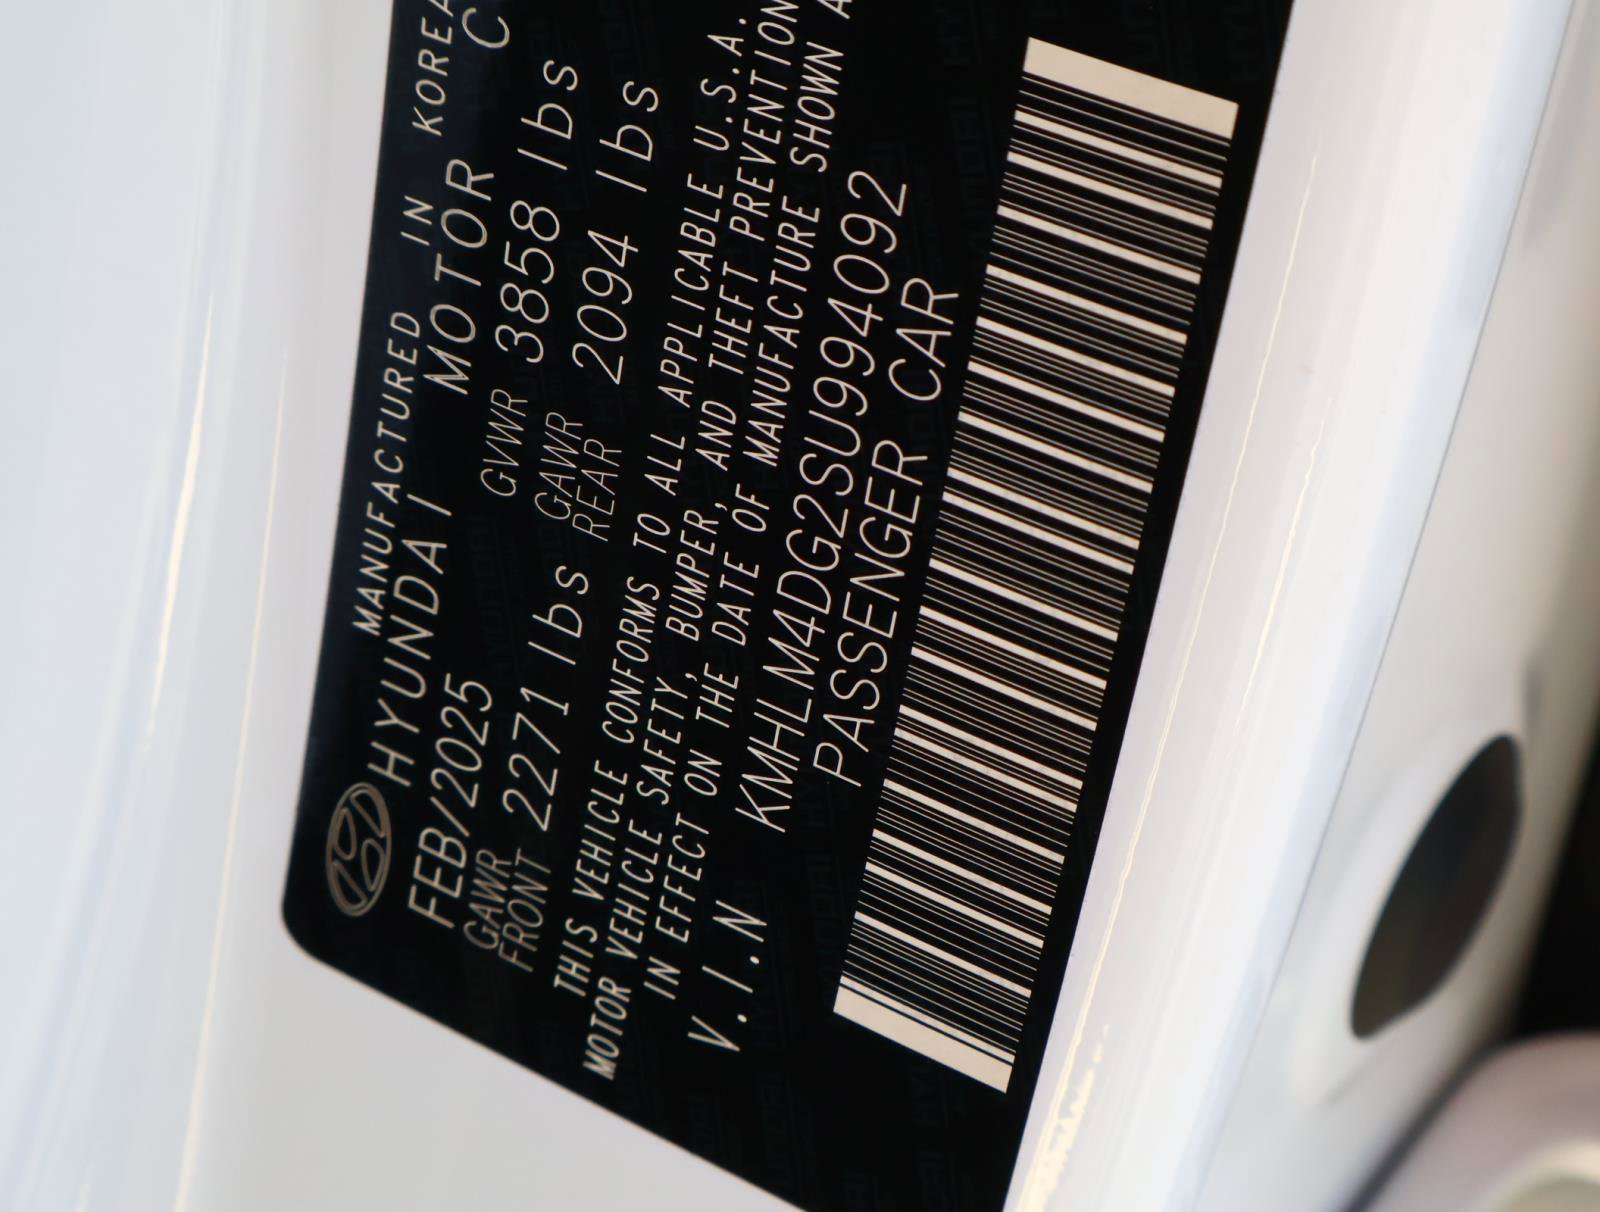 MANUFACTURED IN KOREA
HYUNDAI MOTOR C
FEB/2025 GVWR 3858 lbs
GAWR FRONT 2271 lbs GAWR REAR 2094 lbs
THIS VEHICLE CONFORMS TO ALL APPLICABLE U.S.A.
MOTOR VEHICLE SAFETY, BUMPER, AND THEFT PREVENTION
IN EFFECT ON THE DATE OF MANUFACTURE SHOWN A
V.I.N KMHLM4DG2SU994092
PASSENGER CAR